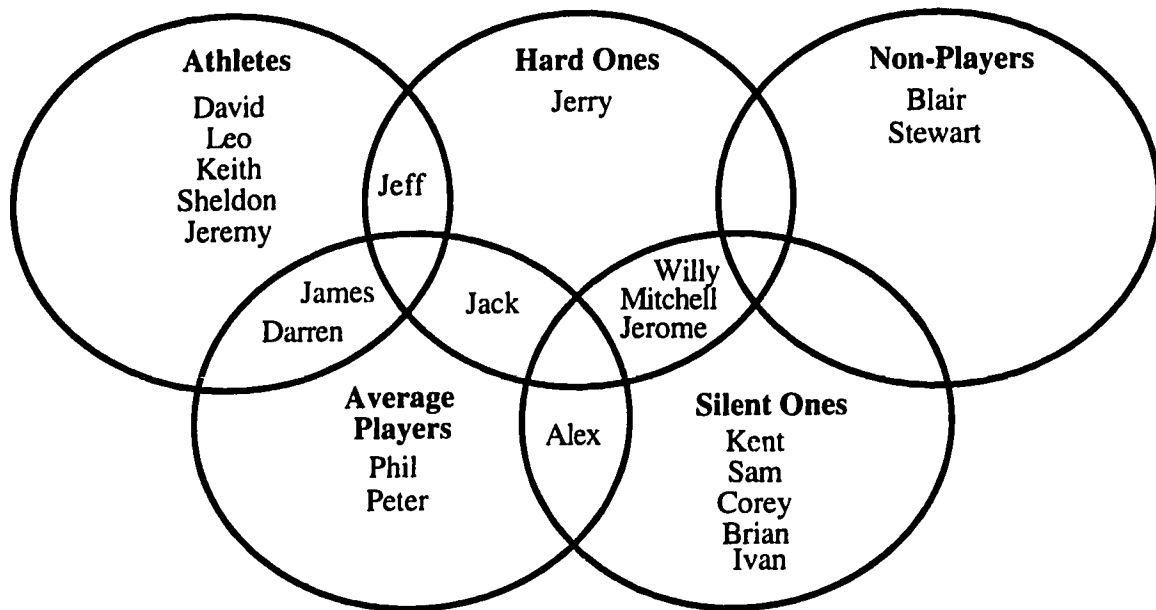 Athletes
David
Leo
Keith
Sheldon
Jeremy
Hard Ones
Jerry
Non-Players
Blair
Stewart
Jeff
James
Darren
Jack
Willy
Mitchell
Jerome
Average
Players
Phil
Peter
Alex
Silent Ones
Kent
Sam
Corey
Brian
Ivan